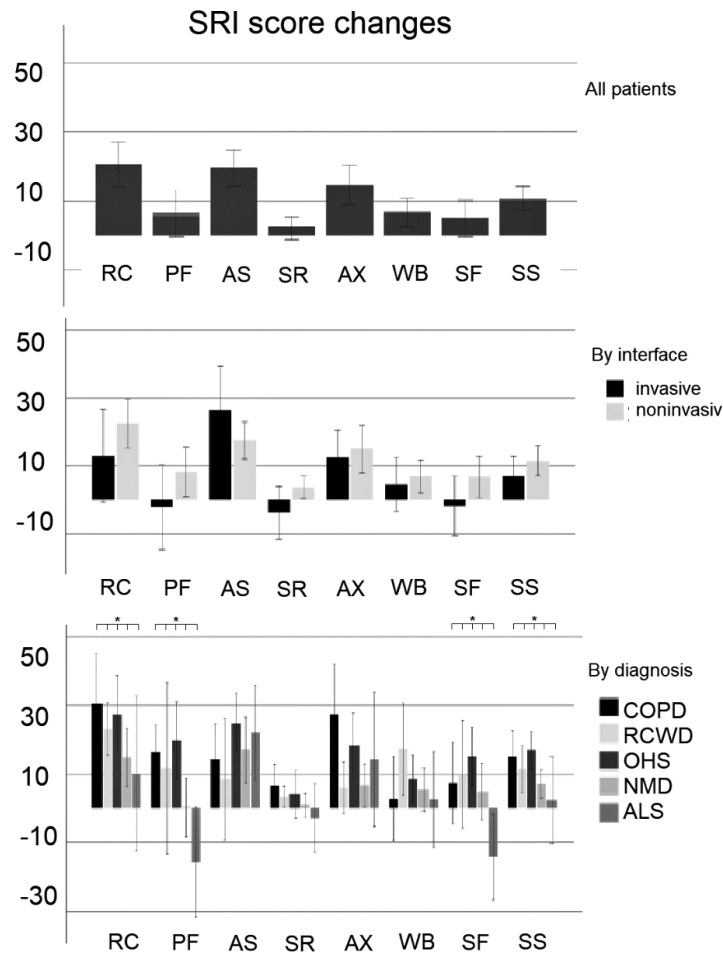 SRI score changes
50
30
10
-10
All patients
RC PF AS SR AX WB SF SS
50
30
10
-10
By interface
invasive
noninvasiv
RC PF AS SR AX WB SF SS
* * * *
50
30
10
-10
-30
By diagnosis
COPD
RCWD
OHS
NMD
ALS
RC PF AS SR AX WB SF SS